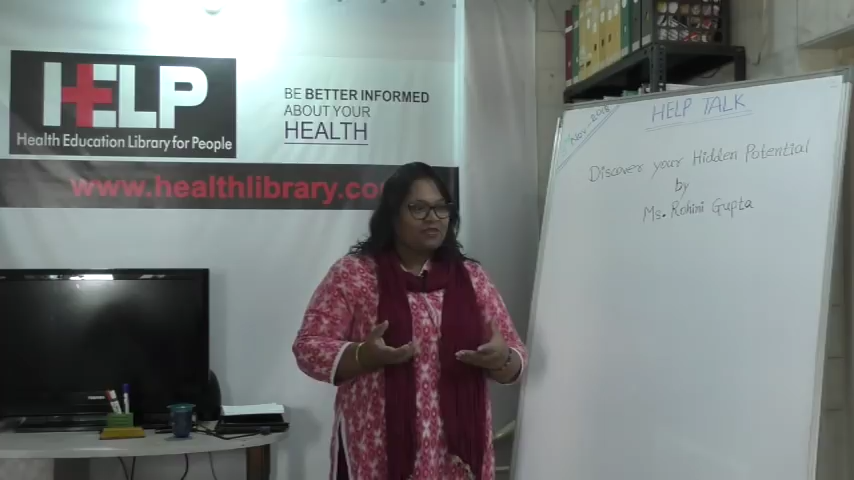 HELP
Health Education Library for People
BE BETTER INFORMED
ABOUT YOUR
HEALTH
www.healthlibrary.co
HELP TALK
Discover your Hidden Potential
by
Ms. Rohini Gupta